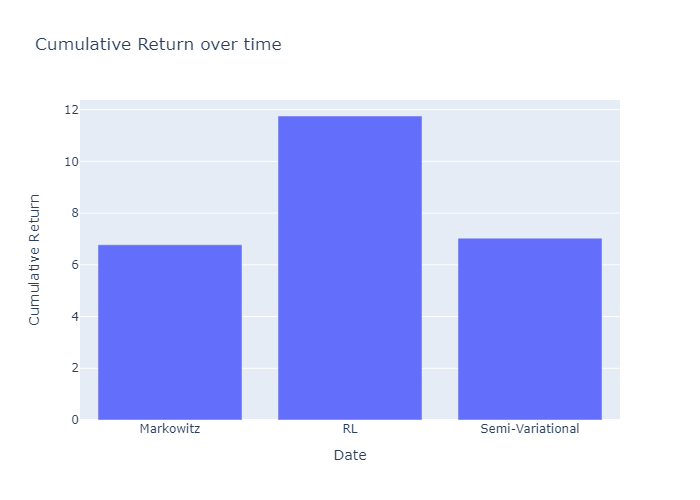 Cumulative Return over time
Cumulative Return
12
10
8
6
4
2
0
Markowitz
RL
Semi-Variational
Date